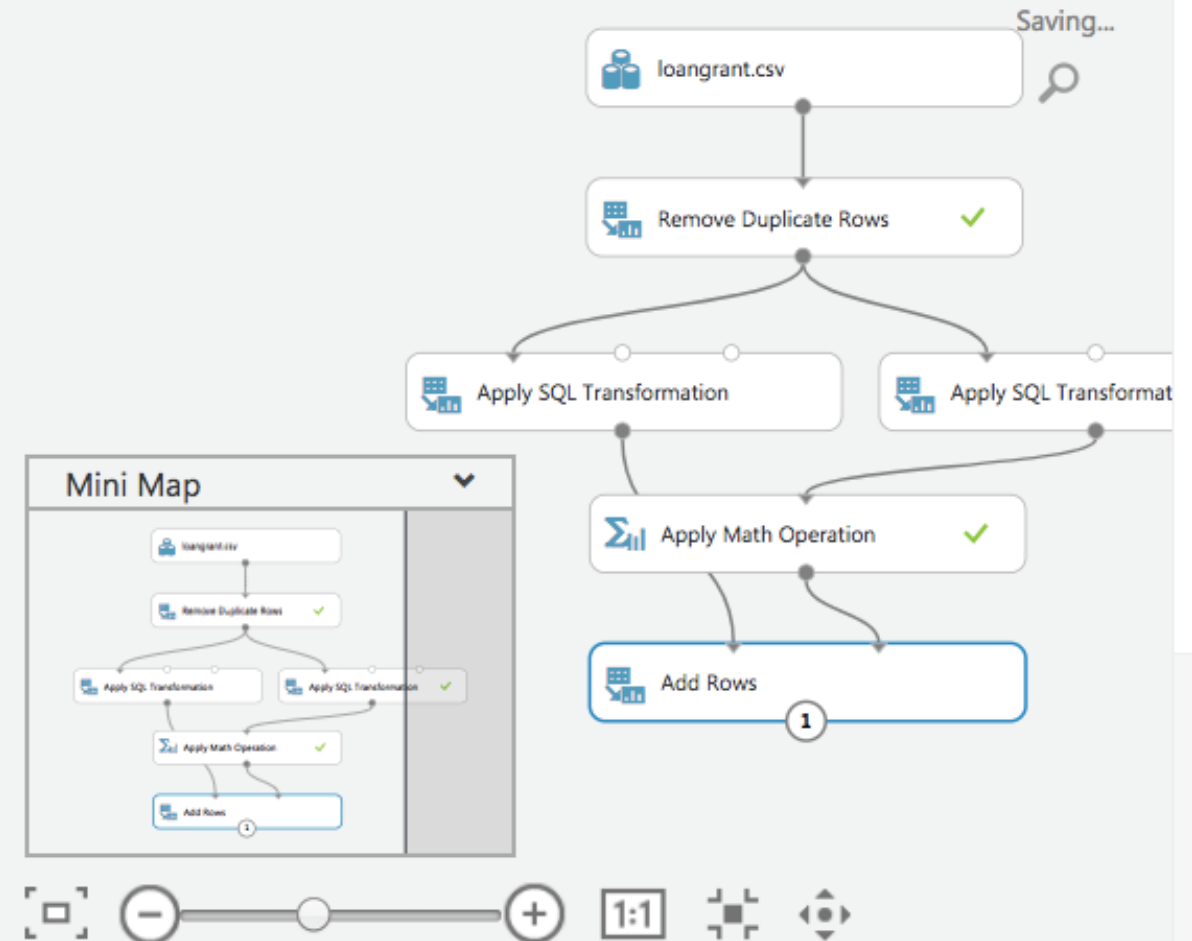 Saving...
loangrant.csv
Remove Duplicate Rows
Apply SQL Transformation
Apply SQL Transformat
Apply Math Operation
Add Rows
1
Mini Map
loangrant.csv
Remove Duplicate Rows
Apply SQL Transformation
Apply SQL Transformation
Apply Math Operation
Add Rows
1
1:1